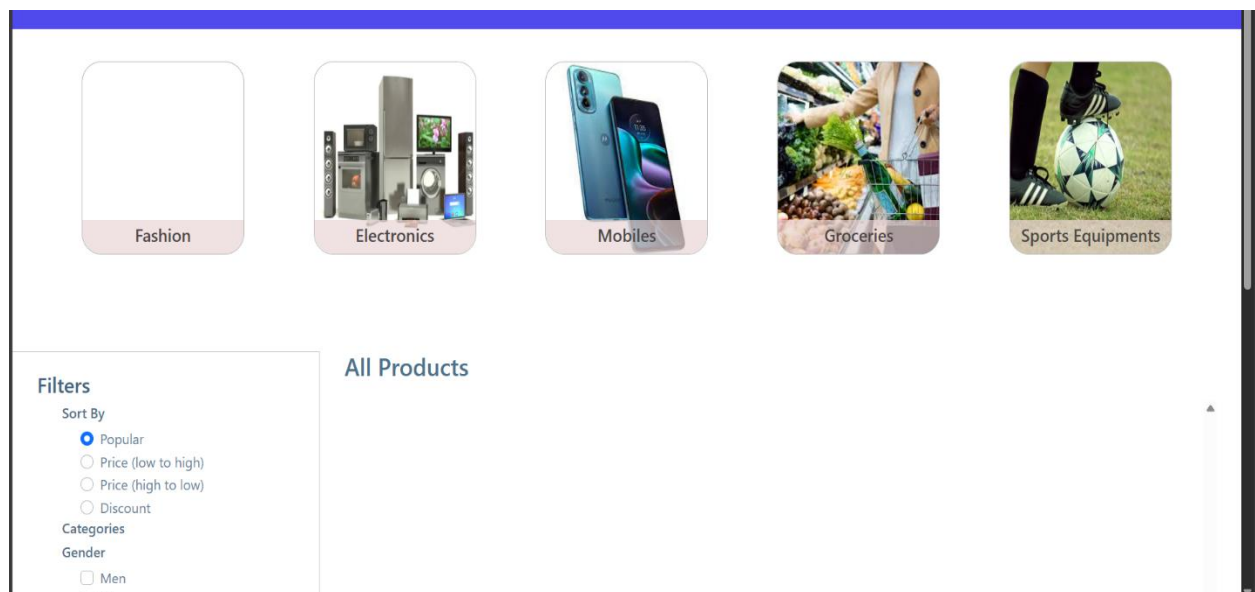 Fashion
Electronics
Mobiles
Groceries
Sports Equipments
All Products
Filters
Sort By
Popular
Price (low to high)
Price (high to low)
Discount
Categories
Gender
Men